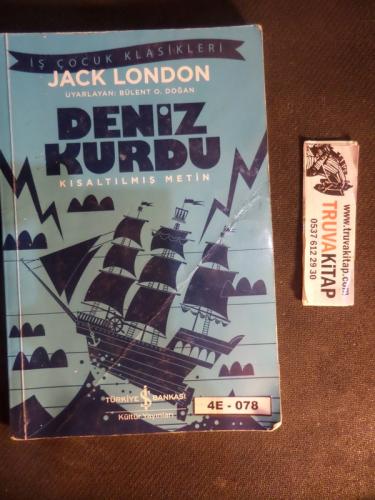 İŞ ÇOCUK KLASİKLERİ
JACK LONDON
UYARLAYAN: BÜLENT O. DOĞAN
DENİZ
KURDU
KISALTILMIŞ METİN
TÜRKİYE İŞ BANKASI
Kültür Yayınları
4E - 078
www.truvakitap.com
TRUVAKİTAP
0537 612 29 30